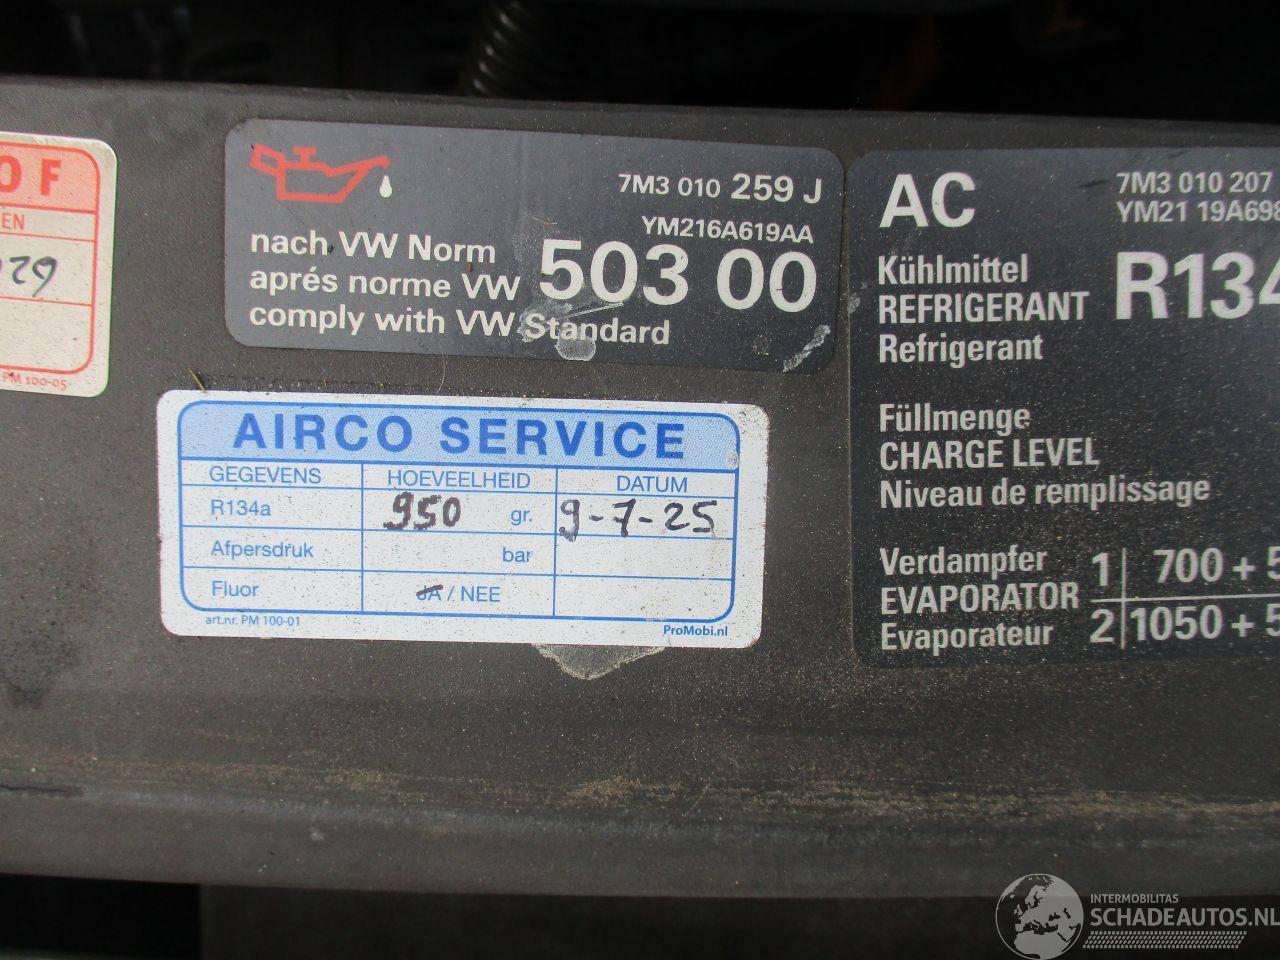 O F
EN
029
PM 100-05
7M3 010 259 J
YM216A619AA
nach VW Norm
aprés norme VW 503 00
comply with VW Standard
AIRCO SERVICE
GEGEVENS HOEVEELHEID DATUM
R134a 950 gr. 9-7-25
Afpersdruk bar
Fluor JA / NEE
art.nr. PM 100-01 ProMobi.nl
AC 7M3 010 207
YM21 19A698
Kühlmittel
REFRIGERANT R134
Refrigerant
Füllmenge
CHARGE LEVEL
Niveau de remplissage
Verdampfer 1 700 + 5
EVAPORATOR
Evaporateur 2 1050 + 5
INTERMOBILITAS
SCHADEAUTOS.NL